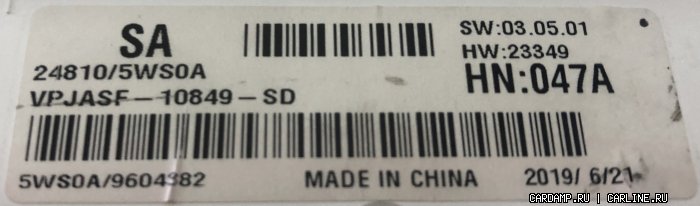 SA
SW:03.05.01
HW:23349
24810/5WS0A
HN:047A
VPJASF-10849-SD
5WS0A/9604382
MADE IN CHINA
2019/ 6/21
CARDAMP.RU | CARLINE.RU